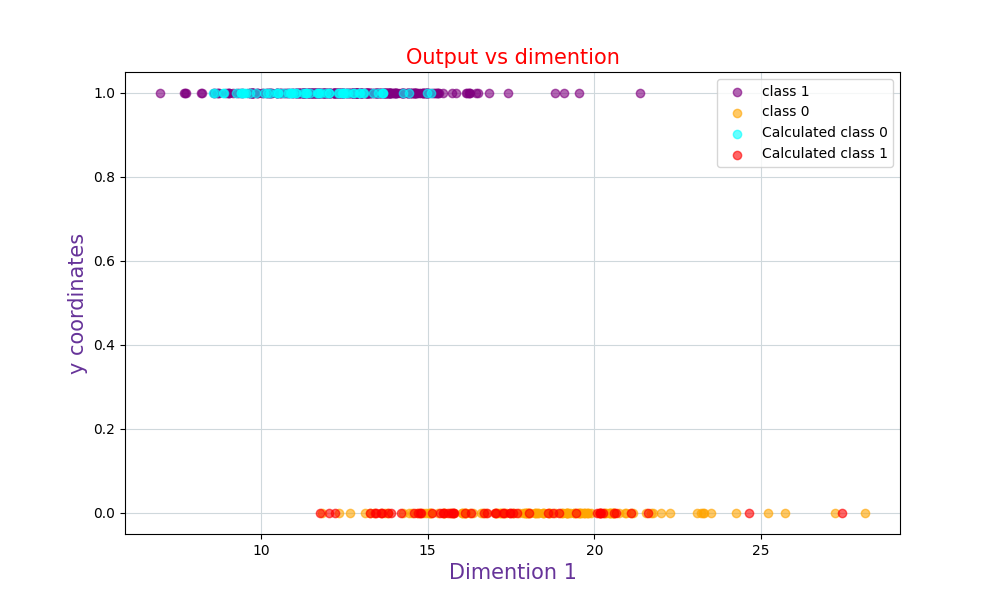 Output vs dimention
class 1
class 0
Calculated class 0
Calculated class 1
y coordinates
1.0
0.8
0.6
0.4
0.2
0.0
10
15
20
25
Dimention 1